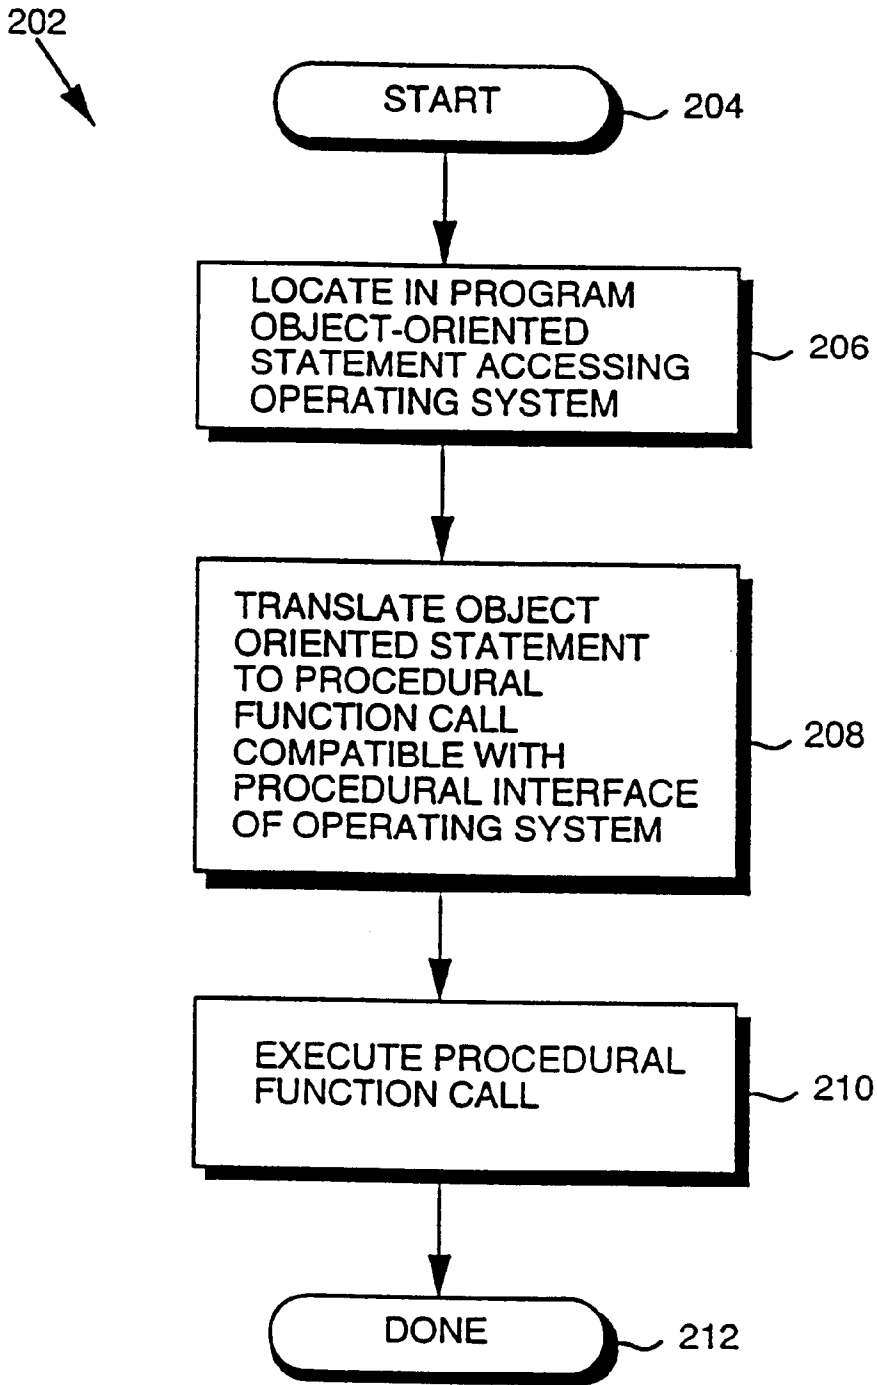 202
START
204
LOCATE IN PROGRAM
OBJECT-ORIENTED
STATEMENT ACCESSING
OPERATING SYSTEM
206
TRANSLATE OBJECT
ORIENTED STATEMENT
TO PROCEDURAL
FUNCTION CALL
COMPATIBLE WITH
PROCEDURAL INTERFACE
OF OPERATING SYSTEM
208
EXECUTE PROCEDURAL
FUNCTION CALL
210
DONE
212